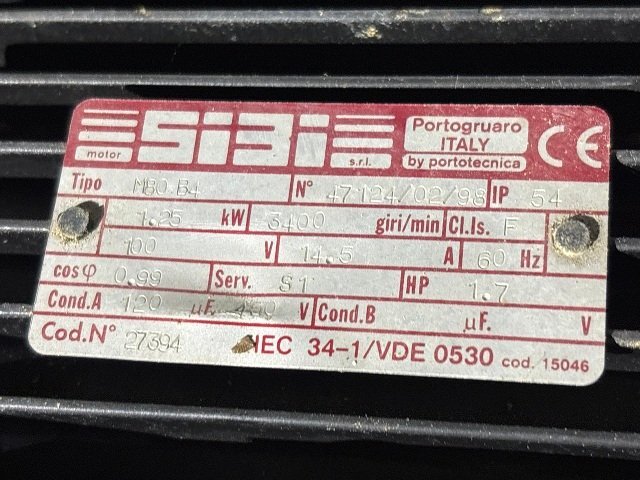 SIBI
motor s.r.l.
Portogruaro
ITALY
by portotecnica
CE
Tipo M80.B4 N° 47124/02/98 IP 54
1.25 kW 3400 giri/min Cl.Is. F
100 V 14.5 A 60 Hz
cosφ 0.99 Serv. S1 HP 1.7
Cond.A 120 µF. V Cond.B µF. V
Cod.N° 27394 IEC 34-1/VDE 0530 cod. 15046